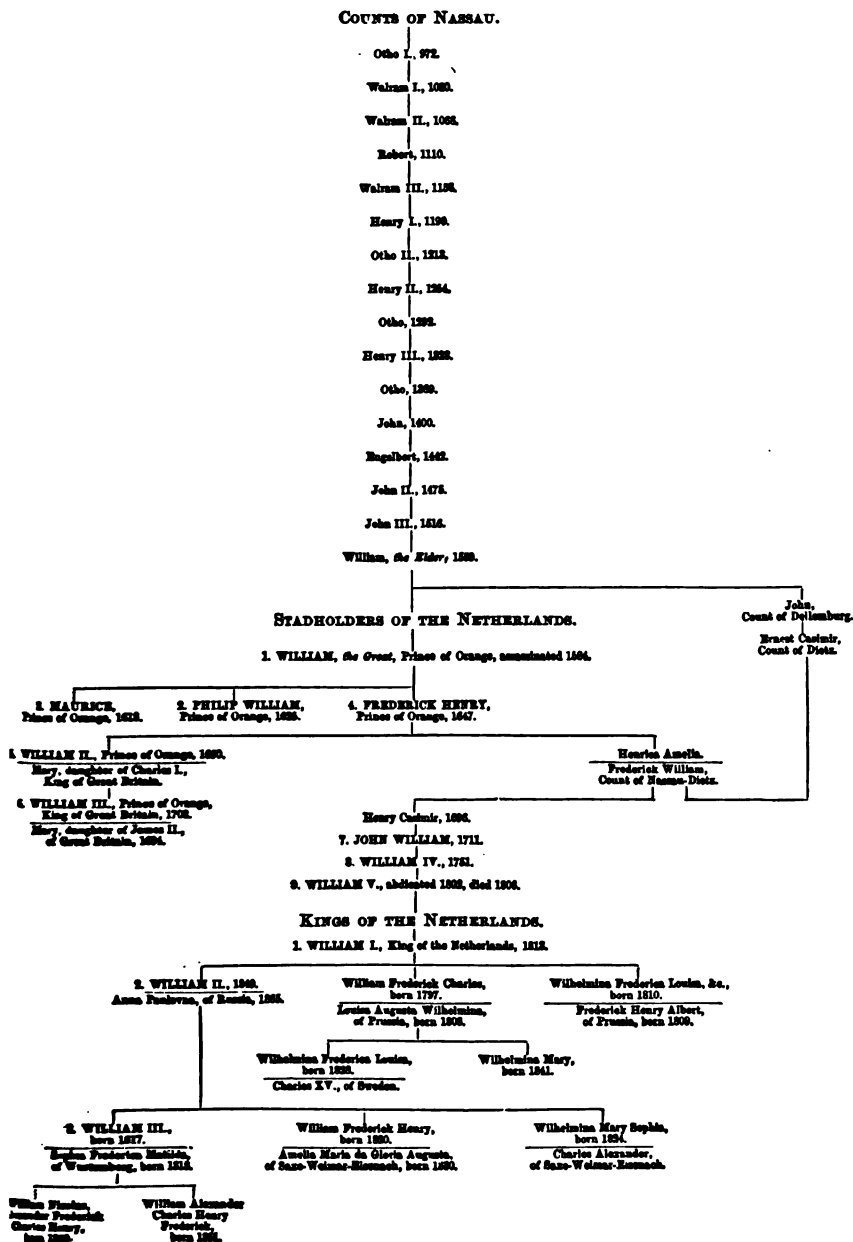 COUNTS OF NASSAU.
Otho I., 972.
Walram I., 1020.
Walram II., 1068.
Robert, 1110.
Walram III., 1158.
Henry I., 1199.
Otho II., 1212.
Henry II., 1254.
Otho, 1292.
Henry III., 1323.
Otho, 1369.
John, 1400.
Engelbert, 1442.
John II., 1475.
John III., 1516.
William, the Elder, 1559.
John,
Count of Dellemburg.
STADHOLDERS OF THE NETHERLANDS.
Ernest Casimir,
Count of Dietz.
1. WILLIAM, the Great, Prince of Orange, assassinated 1584.
MAURICE,
Prince of Orange,
2. PHILIP WILLIAM,
Prince of Orange, 1625.
4. FREDERICK HENRY,
Prince of Orange, 1647.
5. WILLIAM II., Prince of Orange, 1650.
Mary, daughter of Charles I.,
King of Great Britain.
Henrica Amelia.
Frederick William,
Count of Nassau-Dietz.
6. WILLIAM III., Prince of Orange,
King of Great Britain, 1702.
Mary, daughter of James II.,
of Great Britain, 1694.
Henry Casimir, 1696.
7. JOHN WILLIAM, 1711.
8. WILLIAM IV., 1751.
9. WILLIAM V., abdicated 1802, died 1806.
KINGS OF THE NETHERLANDS.
1. WILLIAM I., King of the Netherlands, 1813.
2. WILLIAM II., 1849.
Anna Paulovna, of Russia, 1865.
William Frederick Charles,
born 1797.
Louisa Augusta Wilhelmina,
of Prussia, born 1808.
Wilhelmina Frederica Louisa, &c.,
born 1810.
Frederick Henry Albert,
of Prussia, born 1809.
Wilhelmina Frederica Louisa,
born 1828.
Charles XV., of Sweden.
Wilhelmina Mary,
born 1841.
3. WILLIAM III.,
born 1817.
Sophia Frederica Matilda,
of Wurtemberg, born 1818.
William Frederick Henry,
born 1820.
Amelia Maria da Gloria Augusta,
of Saxe-Weimar-Eisenach, born 1830.
Wilhelmina Mary Sophia,
born 1824.
Charles Alexander,
of Saxe-Weimar-Eisenach.
William Nicolas,
Alexander Frederick
Charles Henry,
born 1840.
William Alexander
Charles Henry
Frederick,
born 1851.